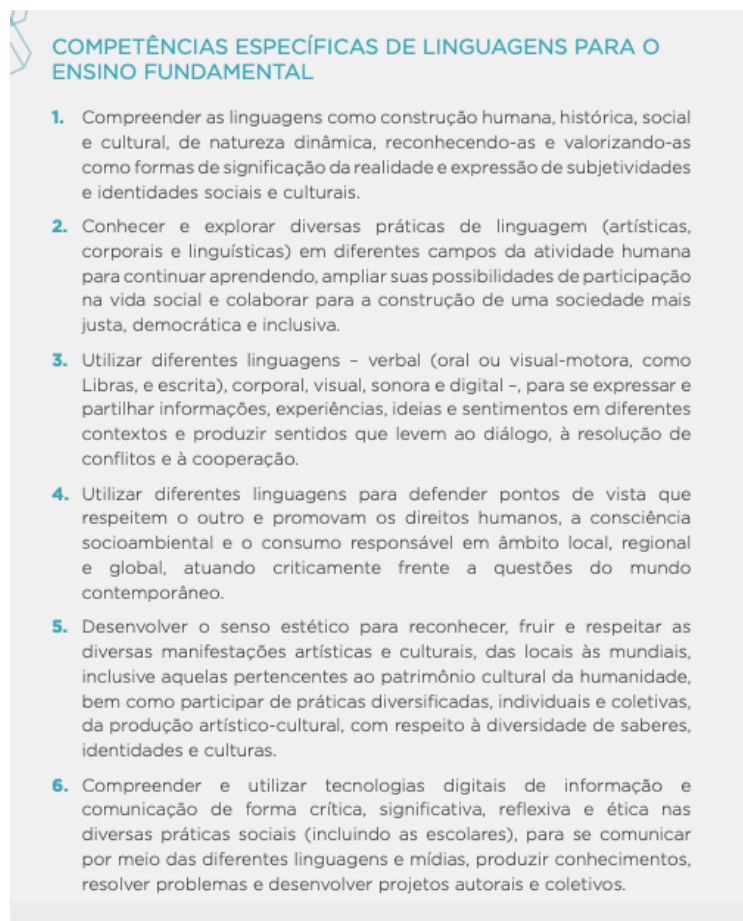 COMPETÊNCIAS ESPECÍFICAS DE LINGUAGENS PARA O
ENSINO FUNDAMENTAL
1. Compreender as linguagens como construção humana, histórica, social
e cultural, de natureza dinâmica, reconhecendo-as e valorizando-as
como formas de significação da realidade e expressão de subjetividades
e identidades sociais e culturais.
2. Conhecer e explorar diversas práticas de linguagem (artísticas,
corporais e linguísticas) em diferentes campos da atividade humana
para continuar aprendendo, ampliar suas possibilidades de participação
na vida social e colaborar para a construção de uma sociedade mais
justa, democrática e inclusiva.
3. Utilizar diferentes linguagens – verbal (oral ou visual-motora, como
Libras, e escrita), corporal, visual, sonora e digital –, para se expressar e
partilhar informações, experiências, ideias e sentimentos em diferentes
contextos e produzir sentidos que levem ao diálogo, à resolução de
conflitos e à cooperação.
4. Utilizar diferentes linguagens para defender pontos de vista que
respeitem o outro e promovam os direitos humanos, a consciência
socioambiental e o consumo responsável em âmbito local, regional
e global, atuando criticamente frente a questões do mundo
contemporâneo.
5. Desenvolver o senso estético para reconhecer, fruir e respeitar as
diversas manifestações artísticas e culturais, das locais às mundiais,
inclusive aquelas pertencentes ao patrimônio cultural da humanidade,
bem como participar de práticas diversificadas, individuais e coletivas,
da produção artístico-cultural, com respeito à diversidade de saberes,
identidades e culturas.
6. Compreender e utilizar tecnologias digitais de informação e
comunicação de forma crítica, significativa, reflexiva e ética nas
diversas práticas sociais (incluindo as escolares), para se comunicar
por meio das diferentes linguagens e mídias, produzir conhecimentos,
resolver problemas e desenvolver projetos autorais e coletivos.